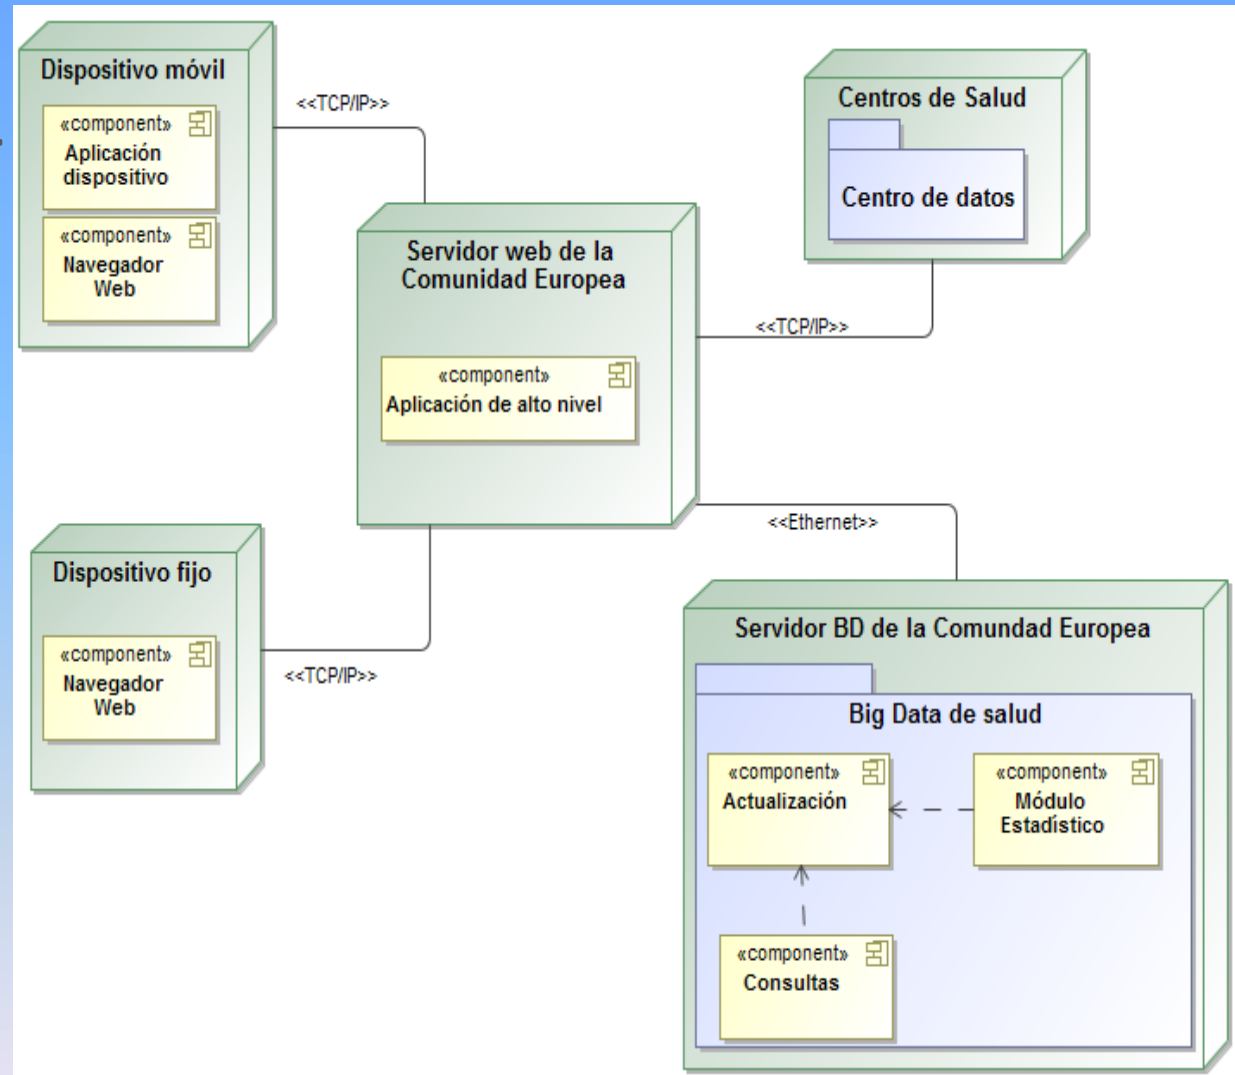 Dispositivo móvil
«component»
Aplicación
dispositivo
«component»
Navegador
Web
<<TCP/IP>>
Centros de Salud
Centro de datos
Servidor web de la
Comunidad Europea
«component»
Aplicación de alto nivel
<<TCP/IP>>
<<Ethernet>>
Dispositivo fijo
«component»
Navegador
Web
<<TCP/IP>>
Servidor BD de la Comundad Europea
Big Data de salud
«component»
Actualización
«component»
Módulo
Estadístico
«component»
Consultas